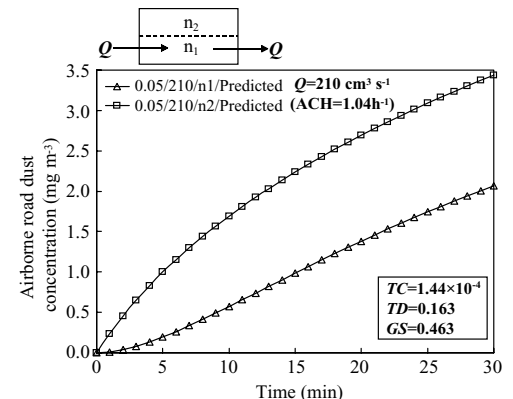 n₂
Q n₁ Q
0.05/210/n1/Predicted Q=210 cm³ s⁻¹
0.05/210/n2/Predicted (ACH=1.04h⁻¹)
3.5
3.0
2.5
2.0
1.5
1.0
0.5
0.0
Airborne road dust
concentration (mg m⁻³)
TC=1.44×10⁻⁴
TD=0.163
GS=0.463
0 5 10 15 20 25 30
Time (min)